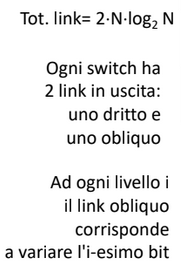 Tot. link= 2·N·log₂ N
Ogni switch ha
2 link in uscita:
uno dritto e
uno obliquo
Ad ogni livello i
il link obliquo
corrisponde
a variare l'i-esimo bit